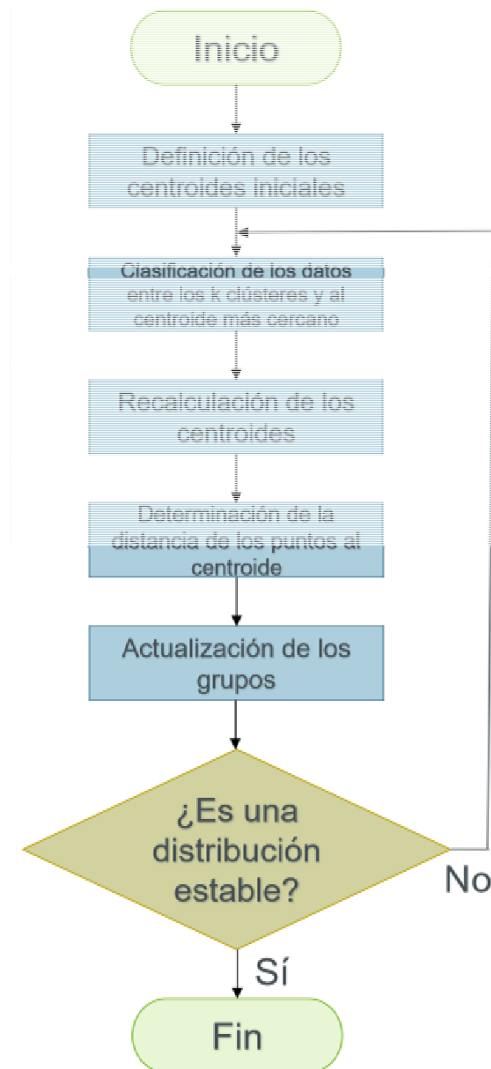 Inicio
Definición de los
centroides iniciales
Clasificación de los datos
entre los k clústeres y al
centroide más cercano
Recalculación de los
centroides
Determinación de la
distancia de los puntos al
centroide
Actualización de los
grupos
¿Es una
distribución
estable?
No
Sí
Fin